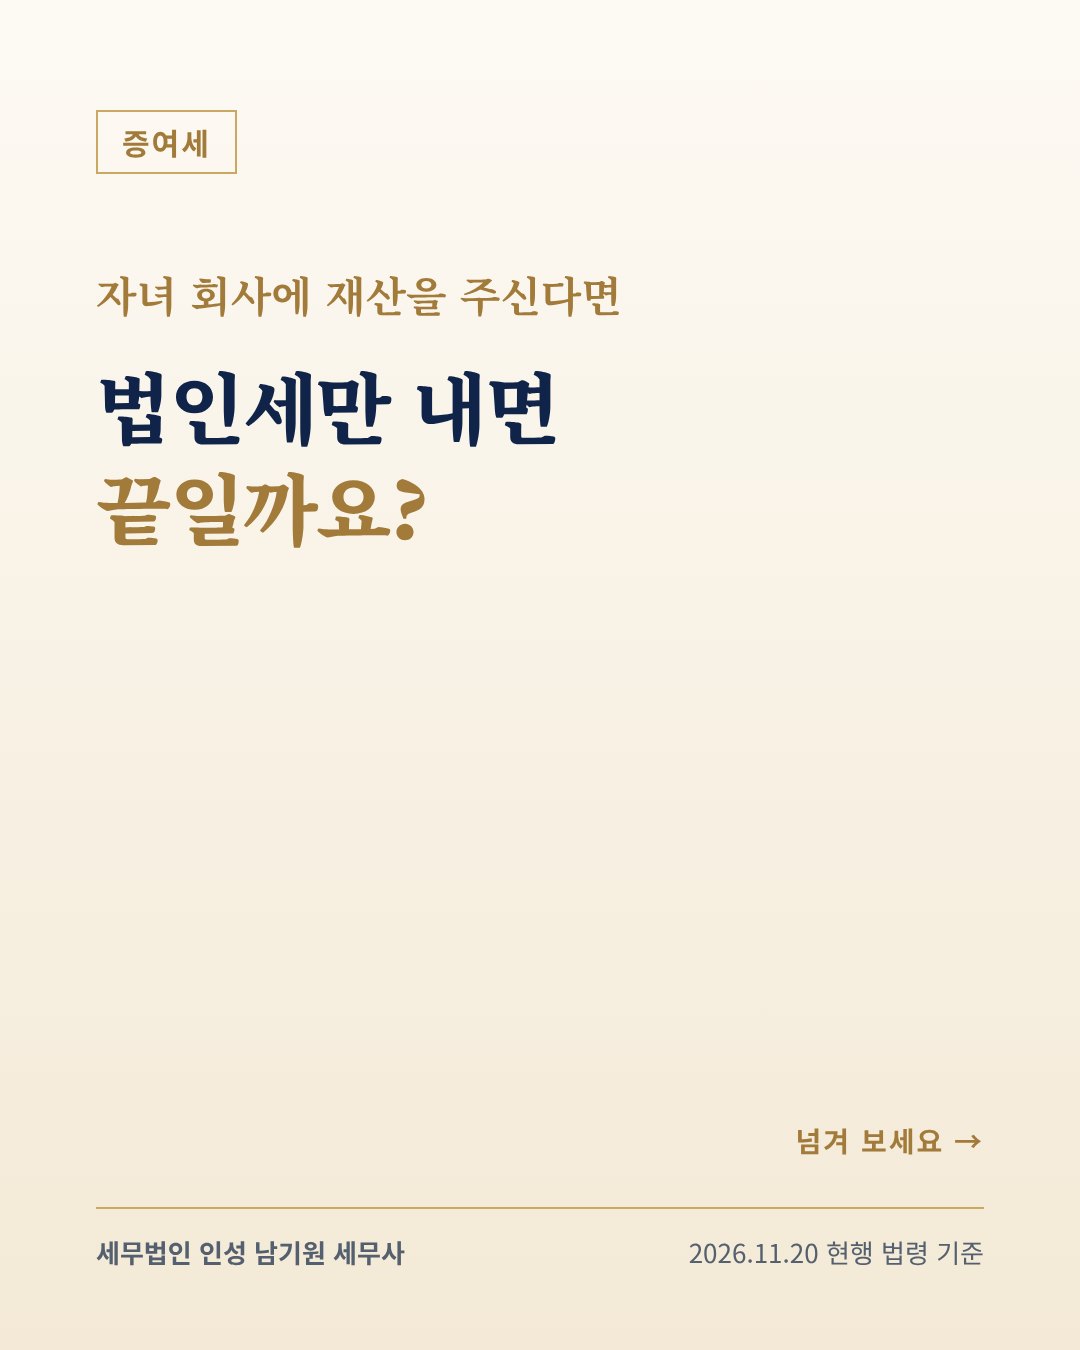 증여세
자녀 회사에 재산을 주신다면
법인세만 내면
끝일까요?
넘겨 보세요 →
세무법인 인성 남기원 세무사
2026.11.20 현행 법령 기준